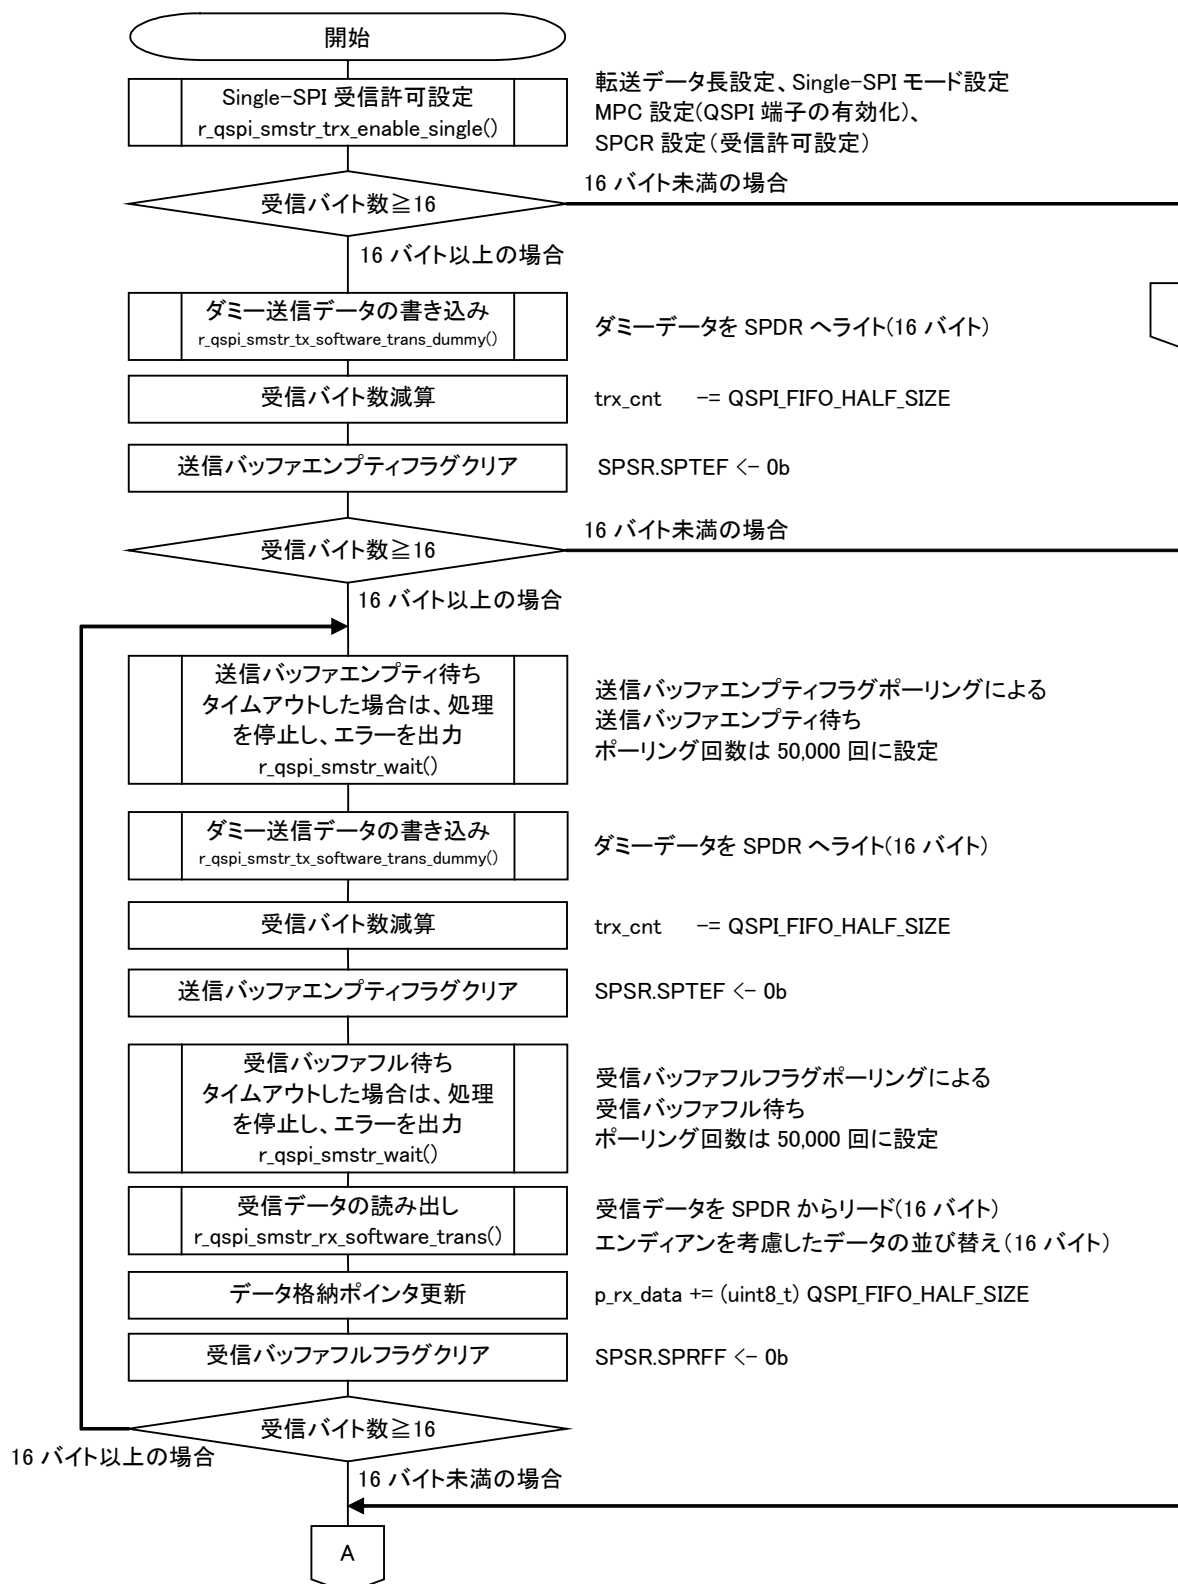 開始
Single-SPI 受信許可設定
r_qspi_smstr_trx_enable_single()
転送データ長設定、Single-SPI モード設定
MPC 設定(QSPI 端子の有効化)、
SPCR 設定(受信許可設定)
受信バイト数≧16
16 バイト未満の場合
16 バイト以上の場合
ダミー送信データの書き込み
r_qspi_smstr_tx_software_trans_dummy()
ダミーデータを SPDR へライト(16 バイト)
受信バイト数減算
trx_cnt -= QSPI_FIFO_HALF_SIZE
送信バッファエンプティフラグクリア
SPSR.SPTEF <- 0b
受信バイト数≧16
16 バイト未満の場合
16 バイト以上の場合
送信バッファエンプティ待ち
タイムアウトした場合は、処理
を停止し、エラーを出力
r_qspi_smstr_wait()
送信バッファエンプティフラグポーリングによる
送信バッファエンプティ待ち
ポーリング回数は 50,000 回に設定
ダミー送信データの書き込み
r_qspi_smstr_tx_software_trans_dummy()
ダミーデータを SPDR へライト(16 バイト)
受信バイト数減算
trx_cnt -= QSPI_FIFO_HALF_SIZE
送信バッファエンプティフラグクリア
SPSR.SPTEF <- 0b
受信バッファフル待ち
タイムアウトした場合は、処理
を停止し、エラーを出力
r_qspi_smstr_wait()
受信バッファフルフラグポーリングによる
受信バッファフル待ち
ポーリング回数は 50,000 回に設定
受信データの読み出し
r_qspi_smstr_rx_software_trans()
受信データを SPDR からリード(16 バイト)
エンディアンを考慮したデータの並び替え(16 バイト)
データ格納ポインタ更新
p_rx_data += (uint8_t) QSPI_FIFO_HALF_SIZE
受信バッファフルフラグクリア
SPSR.SPRFF <- 0b
受信バイト数≧16
16 バイト以上の場合
16 バイト未満の場合
A